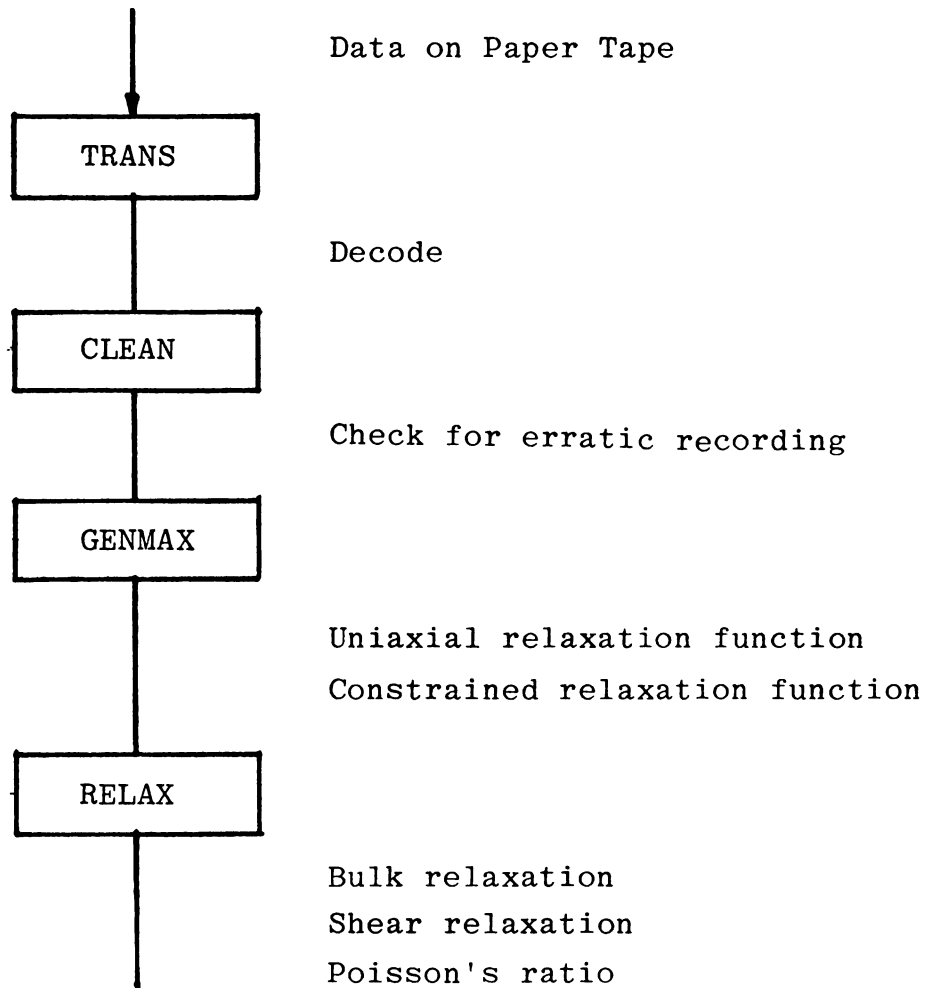 Data on Paper Tape
TRANS
Decode
CLEAN
Check for erratic recording
GENMAX
Uniaxial relaxation function
Constrained relaxation function
RELAX
Bulk relaxation
Shear relaxation
Poisson's ratio